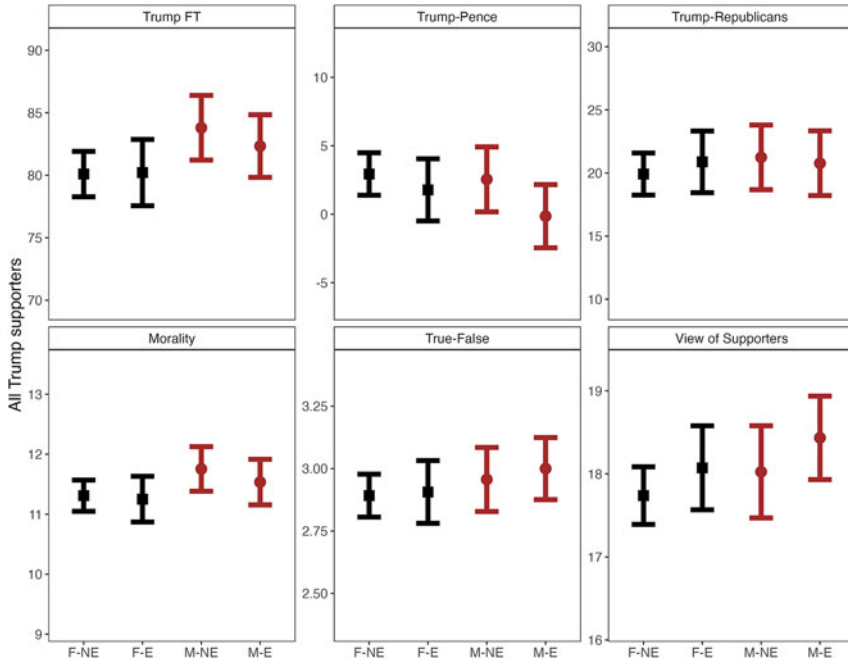 All Trump supporters
Trump FT
90
85
80
75
70
Trump-Pence
10
5
0
-5
Trump-Republicans
30
25
20
15
10
Morality
13
12
11
10
9
F-NE F-E M-NE M-E
True-False
3.25
3.00
2.75
2.50
F-NE F-E M-NE M-E
View of Supporters
19
18
17
16
F-NE F-E M-NE M-E